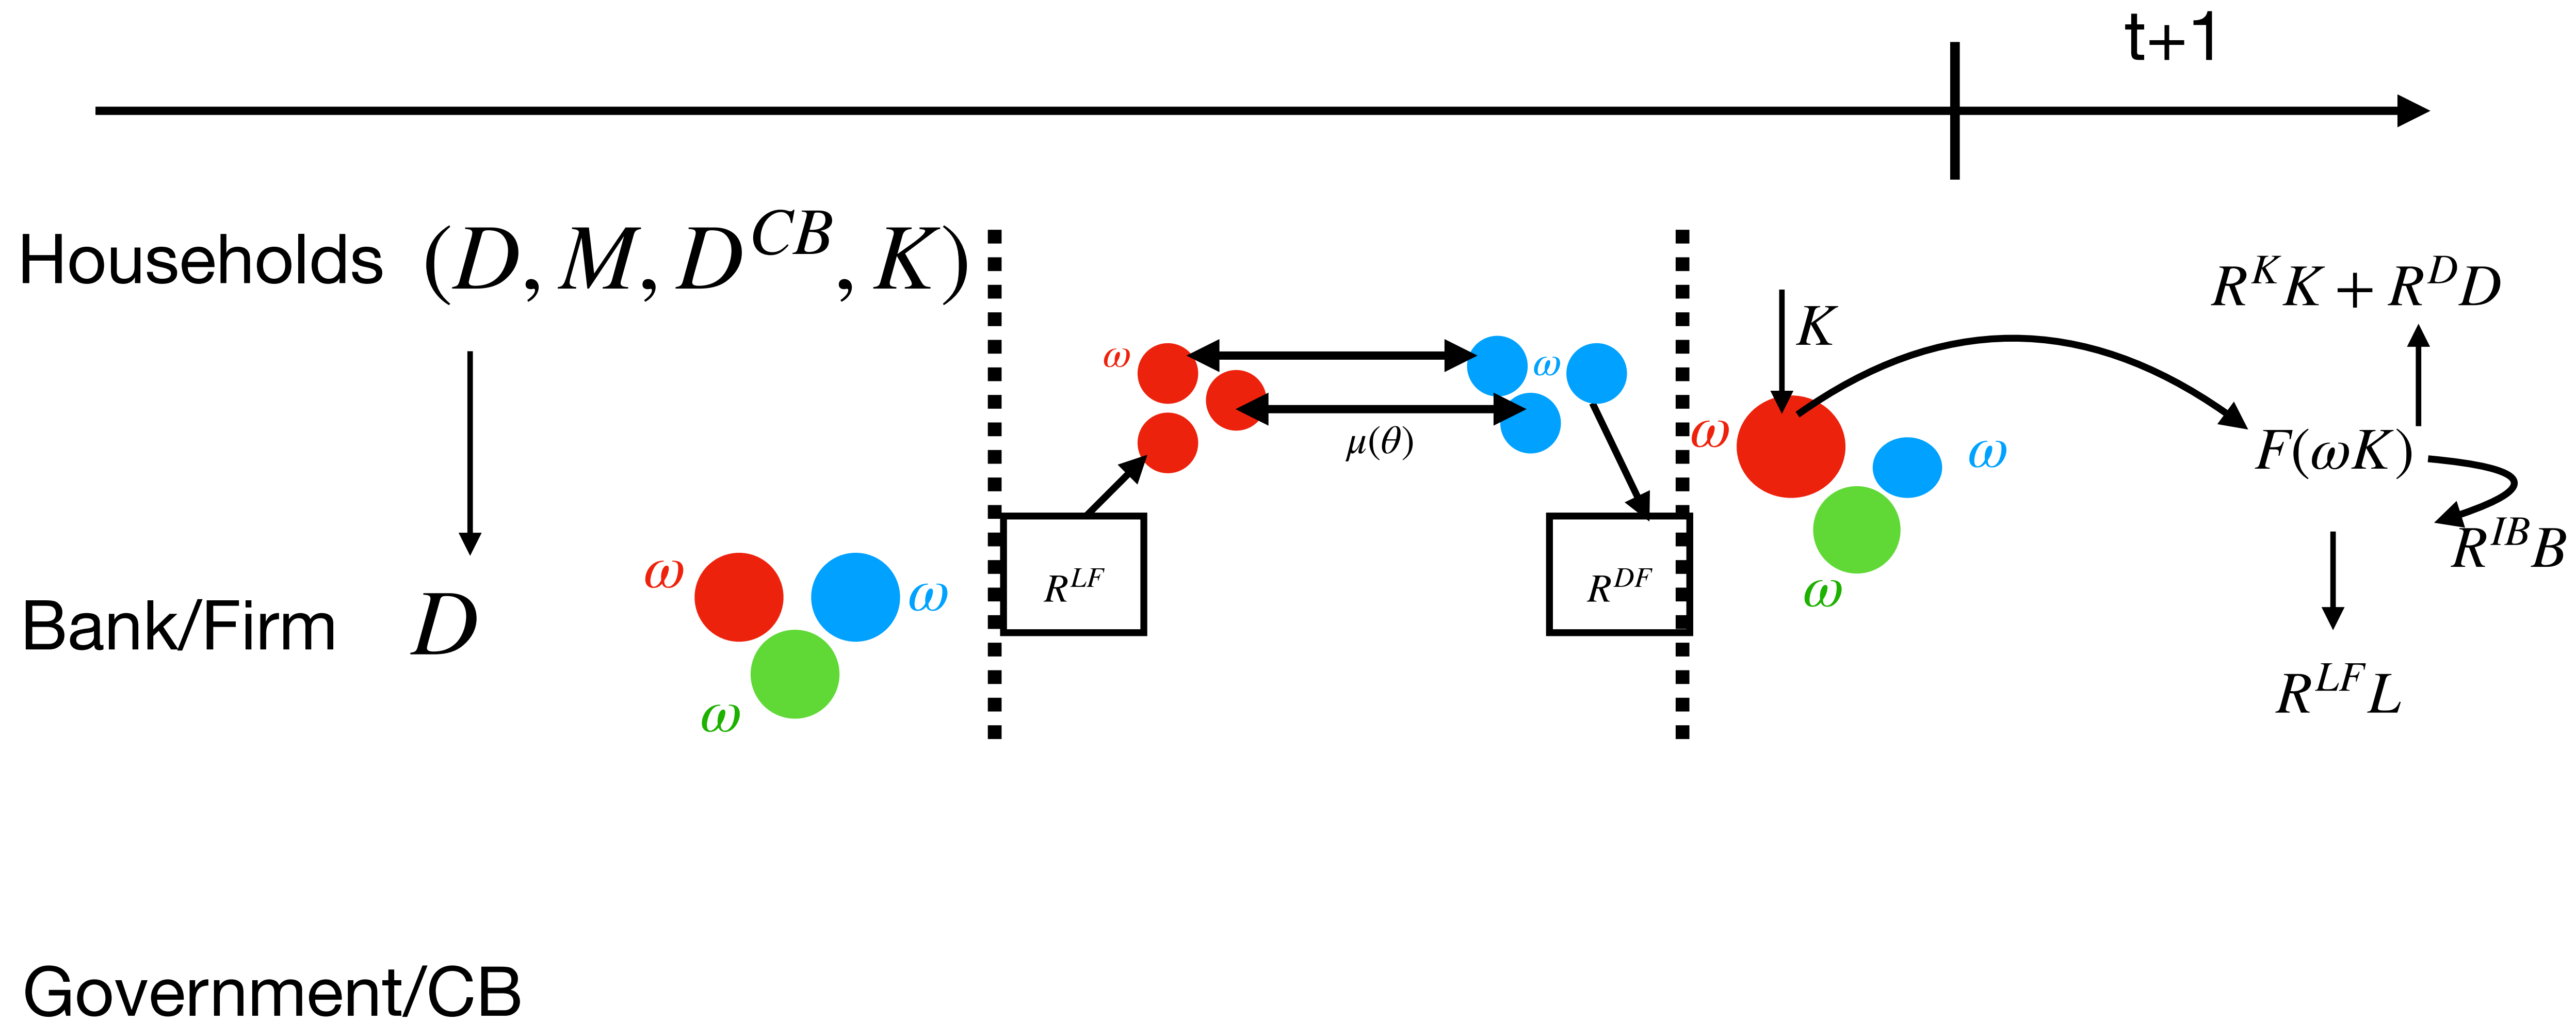 t+1
Households (D, M, D^{CB}, K)
R^K K + R^D D
K
ω
ω
μ(θ)
ω
ω
F(ωK)
R^{IB}B
Bank/Firm D
ω
ω
ω
R^{LF}
R^{DF}
ω
R^{LF}L
Government/CB